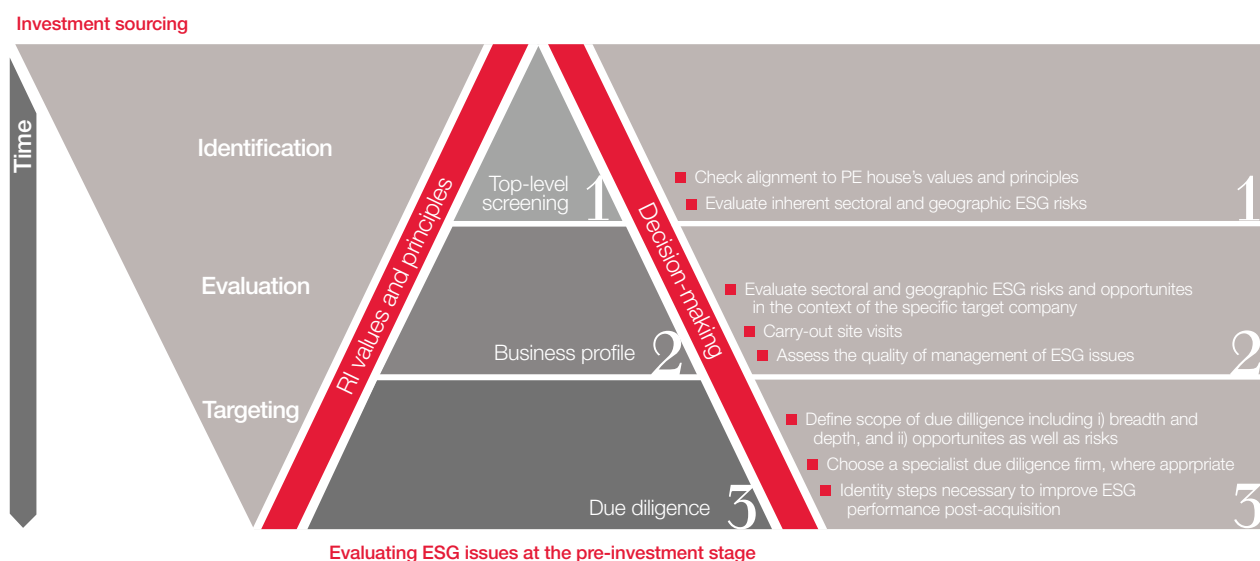 Investment sourcing
Time
Identification
Evaluation
Targeting
RI values and principles
Top-level
screening
1
Business profile
2
Due diligence
3
Decision-making
Check alignment to PE house’s values and principles
Evaluate inherent sectoral and geographic ESG risks
1
Evaluate sectoral and geographic ESG risks and opportunites
in the context of the specific target company
Carry-out site visits
Assess the quality of management of ESG issues
2
Define scope of due dilligence including i) breadth and
depth, and ii) opportunites as well as risks
Choose a specialist due diligence firm, where apprpriate
Identity steps necessary to improve ESG
performance post-acquisition
3
Evaluating ESG issues at the pre-investment stage